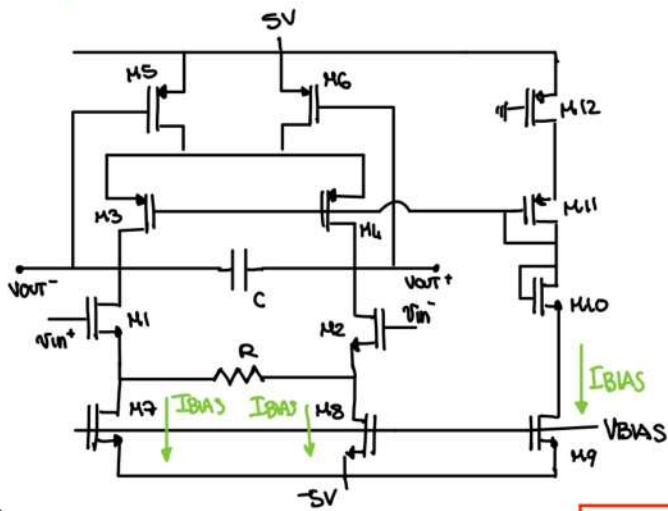 5V
M5
M6
M12
M3
M4
M11
VOUT⁻
C
VOUT⁺
M10
Vin⁺
M1
M2
Vin⁻
R
IBIAS
M7
IBIAS
IBIAS
M8
VBIAS
M9
-5V